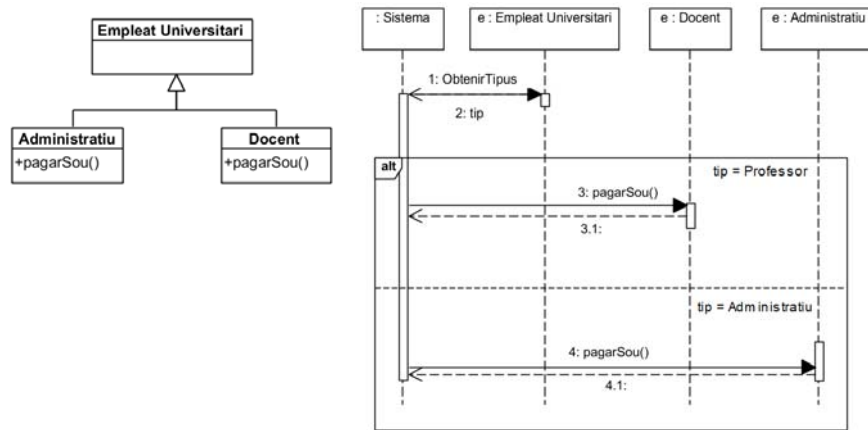 Empleat Universitari
Administratiu
+pagarSou()
Docent
+pagarSou()
: Sistema
e : Empleat Universitari
e : Docent
e : Administratiu
1: ObtenirTipus
2: tip
alt
tip = Professor
3: pagarSou()
3.1:
tip = Administratiu
4: pagarSou()
4.1: